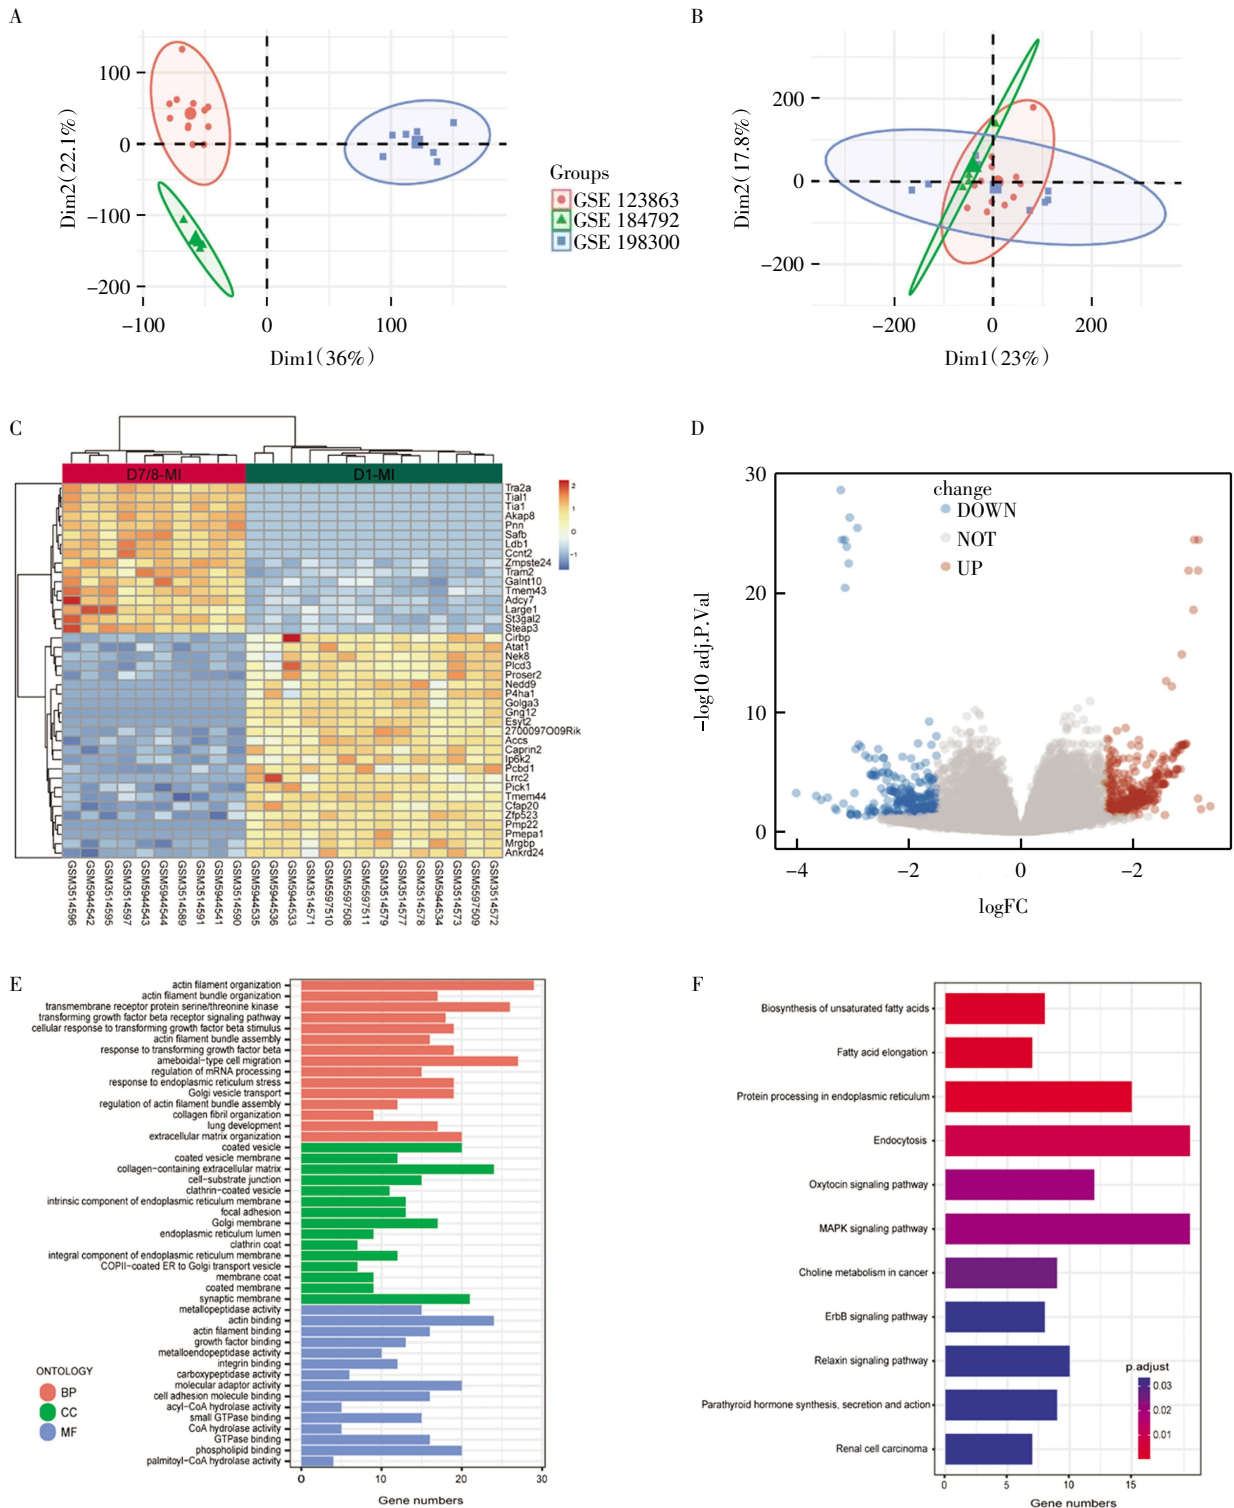 A
100
0
−100
−200
−100
0
100
Dim2(22.1%)
Dim1(36%)
Groups
GSE 123863
GSE 184792
GSE 198300
B
200
0
−200
−200
0
200
Dim2(17.8%)
Dim1(23%)
C
D7/8-MI
D1-MI
2
1
0
−1
Tra2a
Tial1
Tia1
Akap8
Pnn
Safb
Ldb1
Ccnt2
Zmpste24
Tram2
Galnt10
Tmem43
Adcy7
Large1
St3gal2
Steap3
Cirbp
Atat1
Nek8
Plcd3
Proser2
Nedd9
P4ha1
Golga3
Gng12
Esyt2
2700097O09Rik
Accs
Caprin2
Ip6k2
Pcbd1
Lrrc2
Pick1
Tmem44
Cfap20
Zfp523
Pmp22
Pmepa1
Mrgbp
Ankrd24
GSM3514596
GSM5944542
GSM3514595
GSM3514597
GSM5944543
GSM5944544
GSM3514589
GSM3514591
GSM5944541
GSM3514590
GSM5944535
GSM5944536
GSM5944533
GSM3514571
GSM5597510
GSM5597508
GSM5597511
GSM3514579
GSM3514577
GSM3514578
GSM5944534
GSM3514573
GSM5597509
GSM3514572
D
30
20
10
0
−4
−2
0
−2
−log10 adj.P.Val
logFC
change
DOWN
NOT
UP
E
actin filament organization
actin filament bundle organization
transmembrane receptor protein serine/threonine kinase
transforming growth factor beta receptor signaling pathway
cellular response to transforming growth factor beta stimulus
actin filament bundle assembly
response to transforming growth factor beta
ameboidal−type cell migration
regulation of mRNA processing
response to endoplasmic reticulum stress
Golgi vesicle transport
regulation of actin filament bundle assembly
collagen fibril organization
lung development
extracellular matrix organization
coated vesicle
coated vesicle membrane
collagen−containing extracellular matrix
cell−substrate junction
clathrin−coated vesicle
intrinsic component of endoplasmic reticulum membrane
focal adhesion
Golgi membrane
endoplasmic reticulum lumen
clathrin coat
integral component of endoplasmic reticulum membrane
COPII−coated ER to Golgi transport vesicle
membrane coat
coated membrane
synaptic membrane
metallopeptidase activity
actin binding
actin filament binding
growth factor binding
metalloendopeptidase activity
integrin binding
carboxypeptidase activity
molecular adaptor activity
cell adhesion molecule binding
acyl−CoA hydrolase activity
small GTPase binding
CoA hydrolase activity
GTPase binding
phospholipid binding
palmitoyl−CoA hydrolase activity
ONTOLOGY
BP
CC
MF
0
10
20
30
Gene numbers
F
Biosynthesis of unsaturated fatty acids
Fatty acid elongation
Protein processing in endoplasmic reticulum
Endocytosis
Oxytocin signaling pathway
MAPK signaling pathway
Choline metabolism in cancer
ErbB signaling pathway
Relaxin signaling pathway
Parathyroid hormone synthesis, secretion and action
Renal cell carcinoma
p.adjust
0.03
0.02
0.01
0
5
10
15
Gene numbers